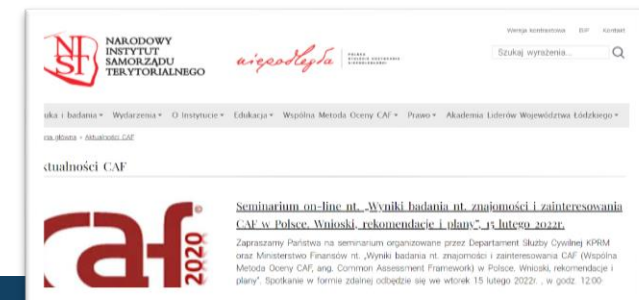 Wersja kontrastowa BIP Kontakt
NIST
NARODOWY
INSTYTUT
SAMORZĄDU
TERYTORIALNEGO
niepodległa
Szukaj wyrażenia...
uka i badania Wydarzenia O Instytucie Edukacja Wspólna Metoda Oceny CAF Prawo Akademia Liderów Województwa Łódzkiego
na główna » Aktualności CAF
ktualności CAF
caf 2020
Seminarium on-line nt. „Wyniki badania nt. znajomości i zainteresowania
CAF w Polsce. Wnioski, rekomendacje i plany”, 15 lutego 2022r.
Zapraszamy Państwa na seminarium organizowane przez Departament Służby Cywilnej KPRM
oraz Ministerstwo Finansów nt. „Wyniki badania nt. znajomości i zainteresowania CAF (Wspólna
Metoda Oceny CAF, ang. Common Assessment Framework) w Polsce. Wnioski, rekomendacje i
plany”. Spotkanie w formie zdalnej odbędzie się we wtorek 15 lutego 2022r. , w godz. 12:00-